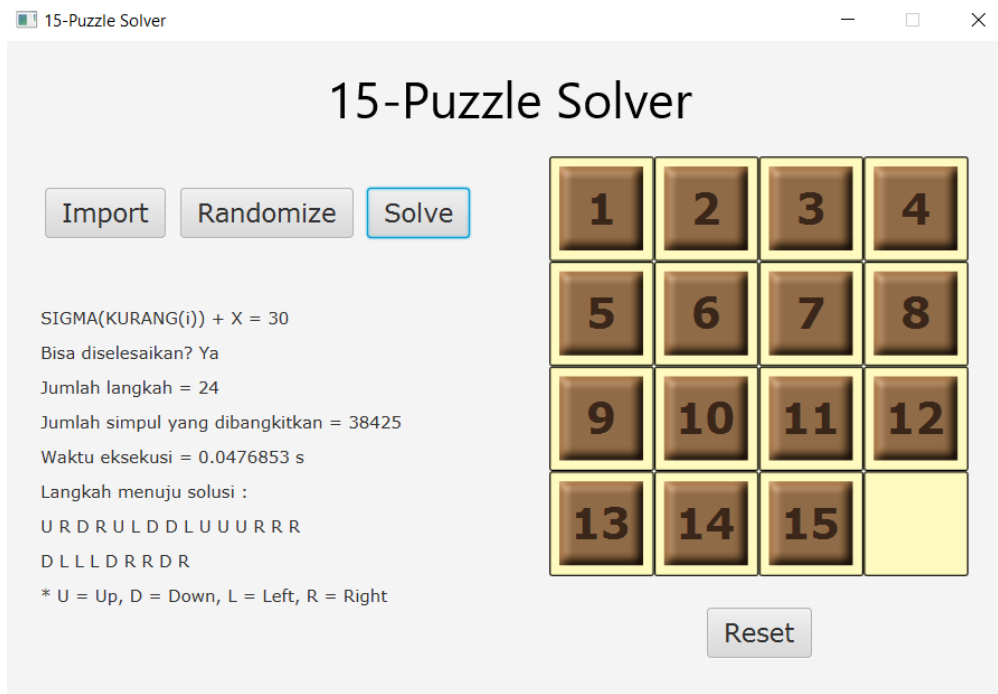 15-Puzzle Solver
15-Puzzle Solver
Import Randomize Solve
SIGMA(KURANG(i)) + X = 30
Bisa diselesaikan? Ya
Jumlah langkah = 24
Jumlah simpul yang dibangkitkan = 38425
Waktu eksekusi = 0.0476853 s
Langkah menuju solusi :
U R D R U L D D L U U U R R R
D L L L D R R D R
* U = Up, D = Down, L = Left, R = Right
1 2 3 4
5 6 7 8
9 10 11 12
13 14 15
Reset